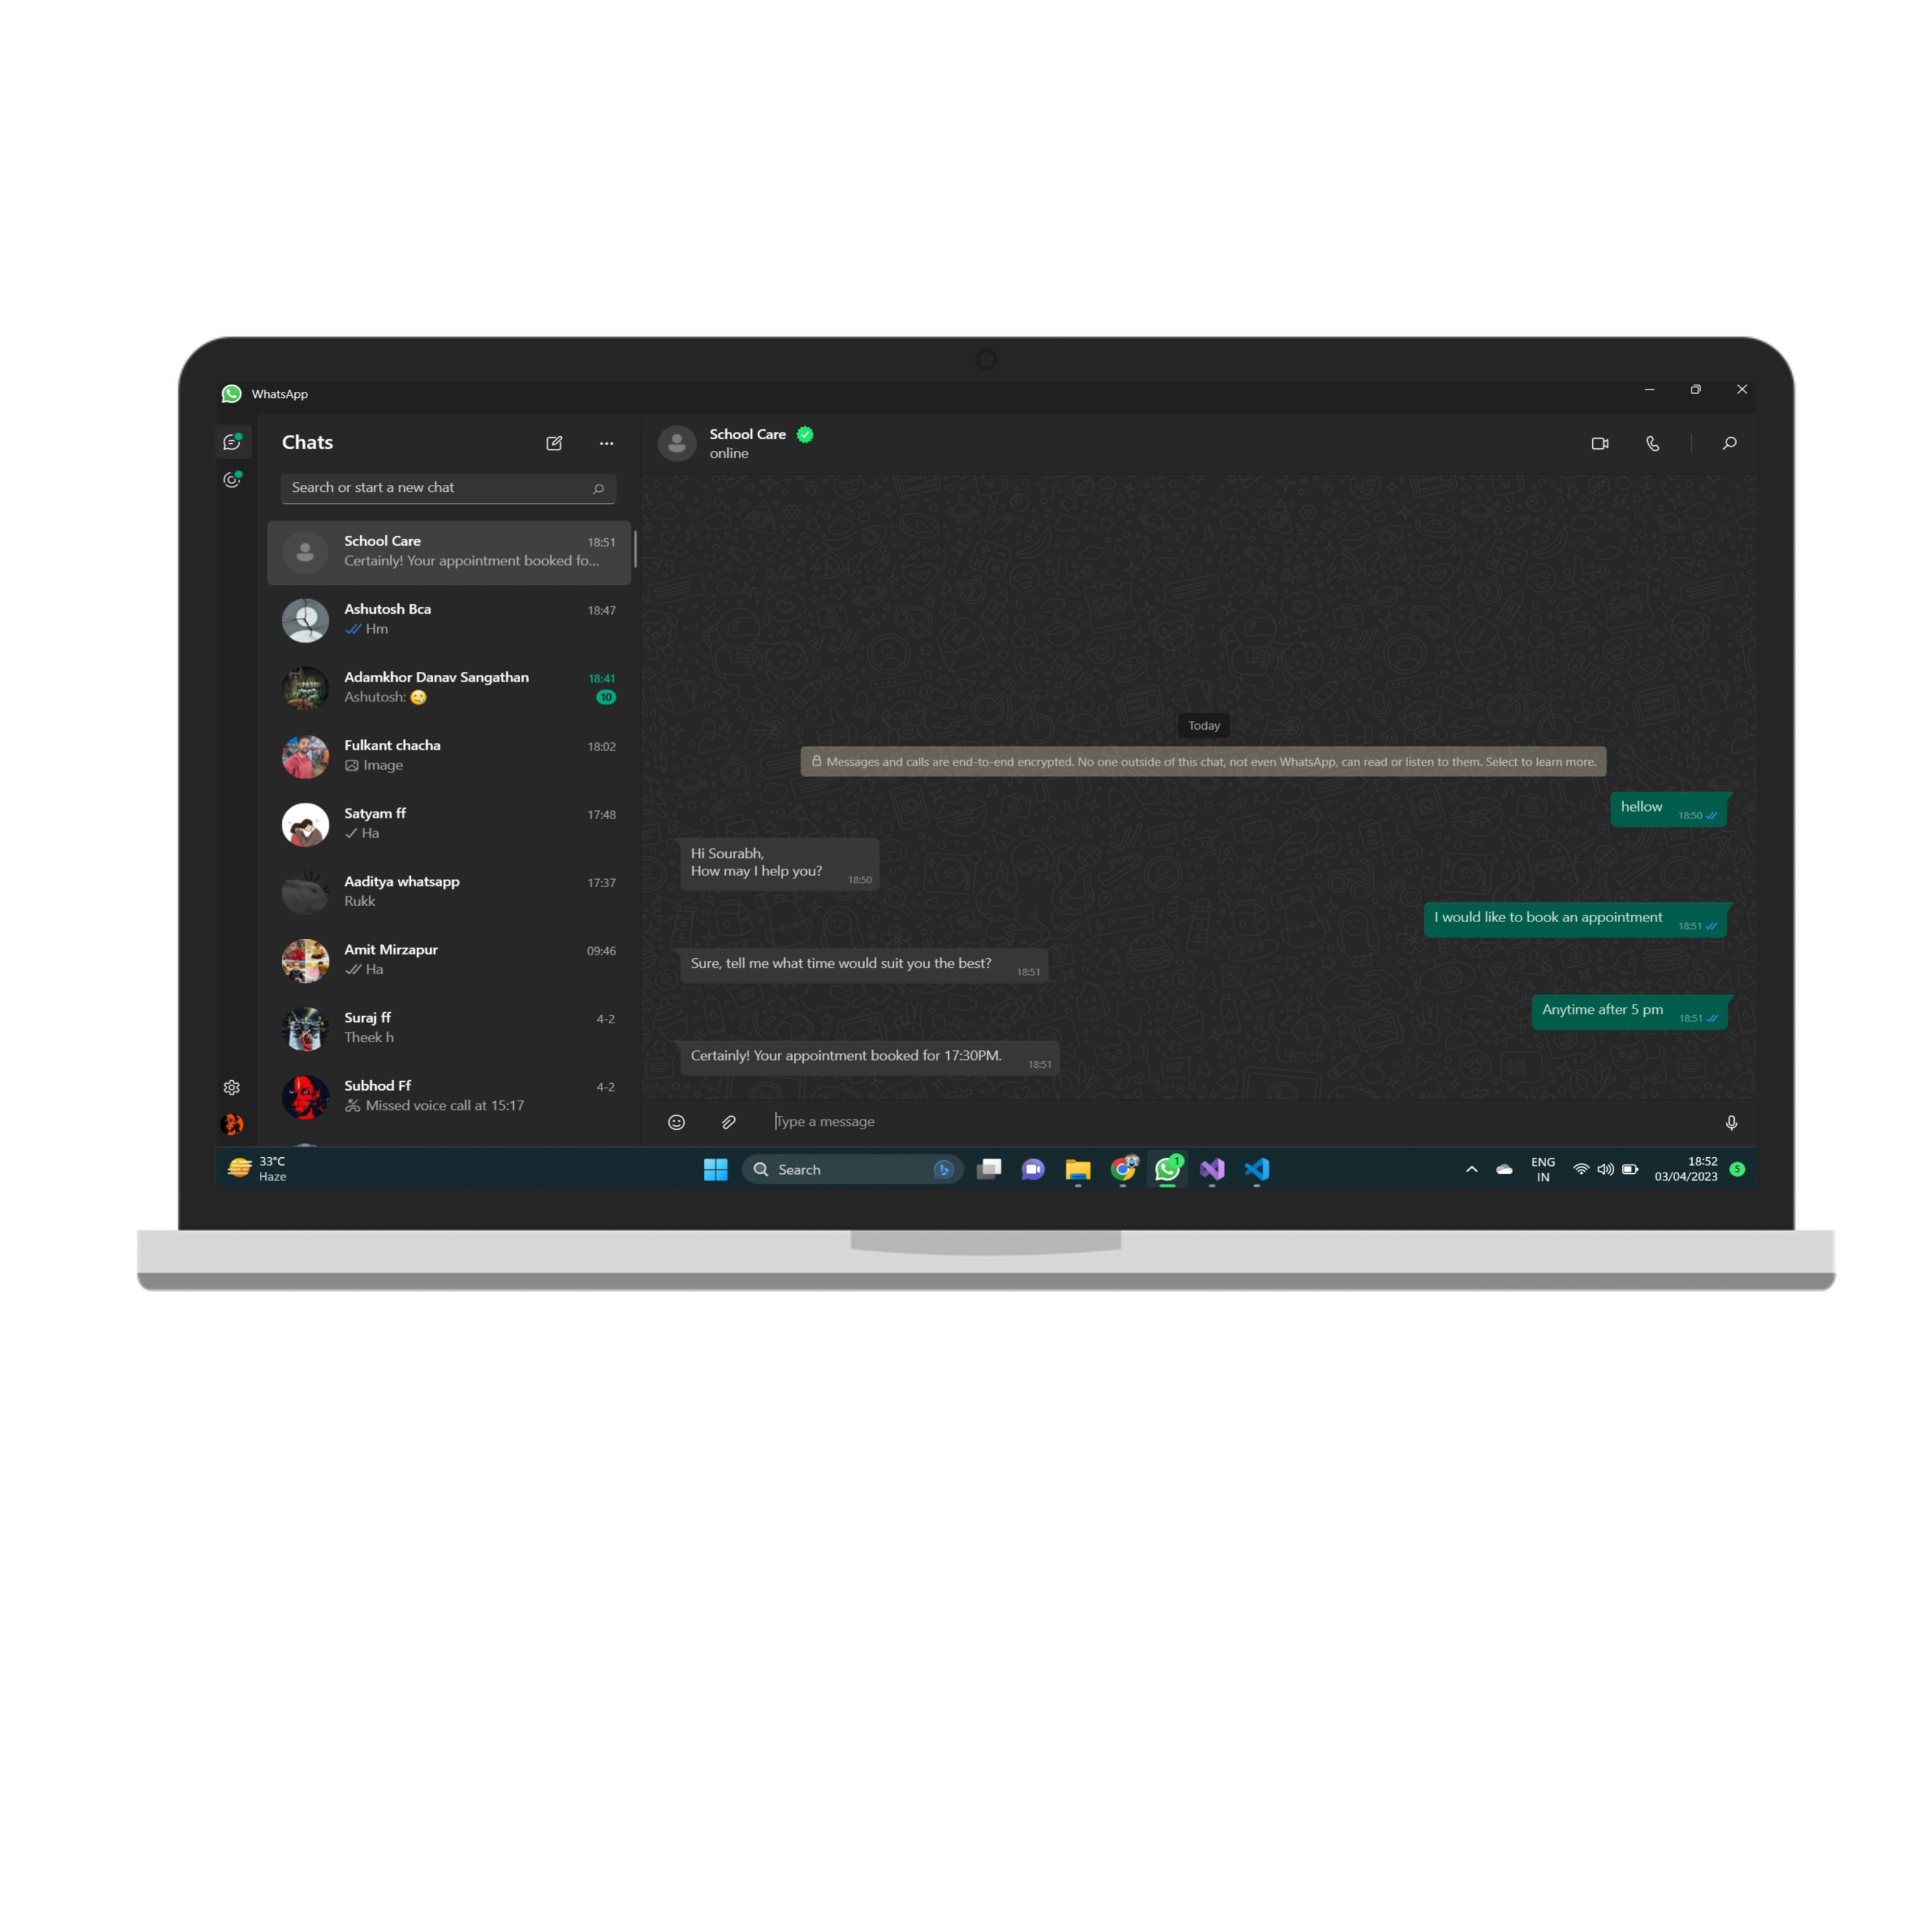 WhatsApp
Chats
Search or start a new chat
School Care
18:51
Certainly! Your appointment booked fo...
Ashutosh Bca
18:47
Hm
Adamkhor Danav Sangathan
18:41
Ashutosh:
10
Fulkant chacha
18:02
Image
Satyam ff
17:48
Ha
Aaditya whatsapp
17:37
Rukk
Amit Mirzapur
09:46
Ha
Suraj ff
4-2
Theek h
Subhod Ff
4-2
Missed voice call at 15:17
School Care
online
Today
Messages and calls are end-to-end encrypted. No one outside of this chat, not even WhatsApp, can read or listen to them. Select to learn more.
hellow
18:50
Hi Sourabh,
How may I help you?
18:50
I would like to book an appointment
18:51
Sure, tell me what time would suit you the best?
18:51
Anytime after 5 pm
18:51
Certainly! Your appointment booked for 17:30PM.
18:51
Type a message
33°C
Haze
Search
1
ENG
IN
18:52
03/04/2023
5